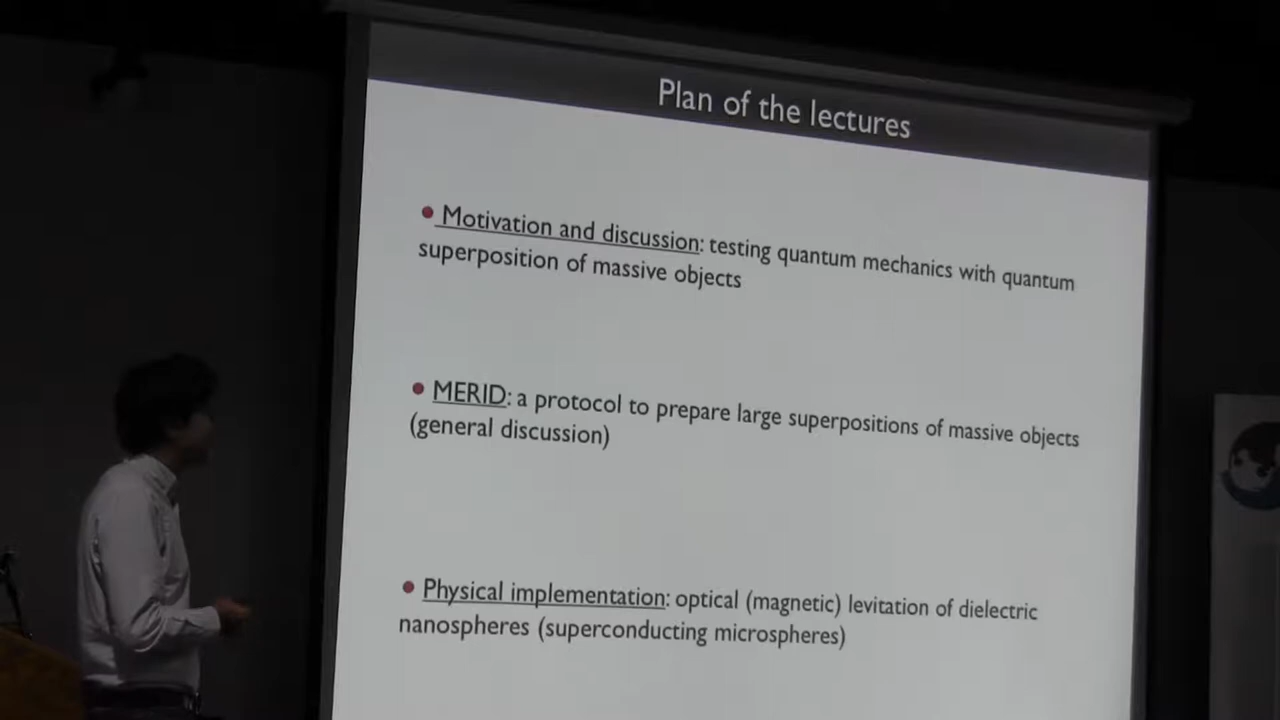 Plan of the lectures
• Motivation and discussion: testing quantum mechanics with quantum
superposition of massive objects
• MERID: a protocol to prepare large superpositions of massive objects
(general discussion)
• Physical implementation: optical (magnetic) levitation of dielectric
nanospheres (superconducting microspheres)